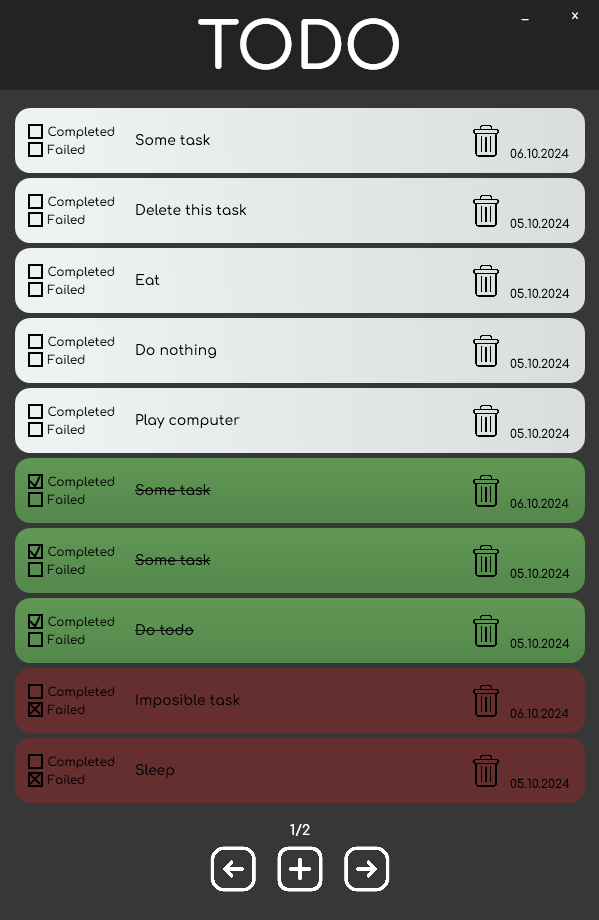 TODO
_ x
Completed
Failed
Some task
06.10.2024
Completed
Failed
Delete this task
05.10.2024
Completed
Failed
Eat
05.10.2024
Completed
Failed
Do nothing
05.10.2024
Completed
Failed
Play computer
05.10.2024
Completed
Failed
Some task
06.10.2024
Completed
Failed
Some task
05.10.2024
Completed
Failed
Do todo
05.10.2024
Completed
Failed
Imposible task
06.10.2024
Completed
Failed
Sleep
05.10.2024
1/2